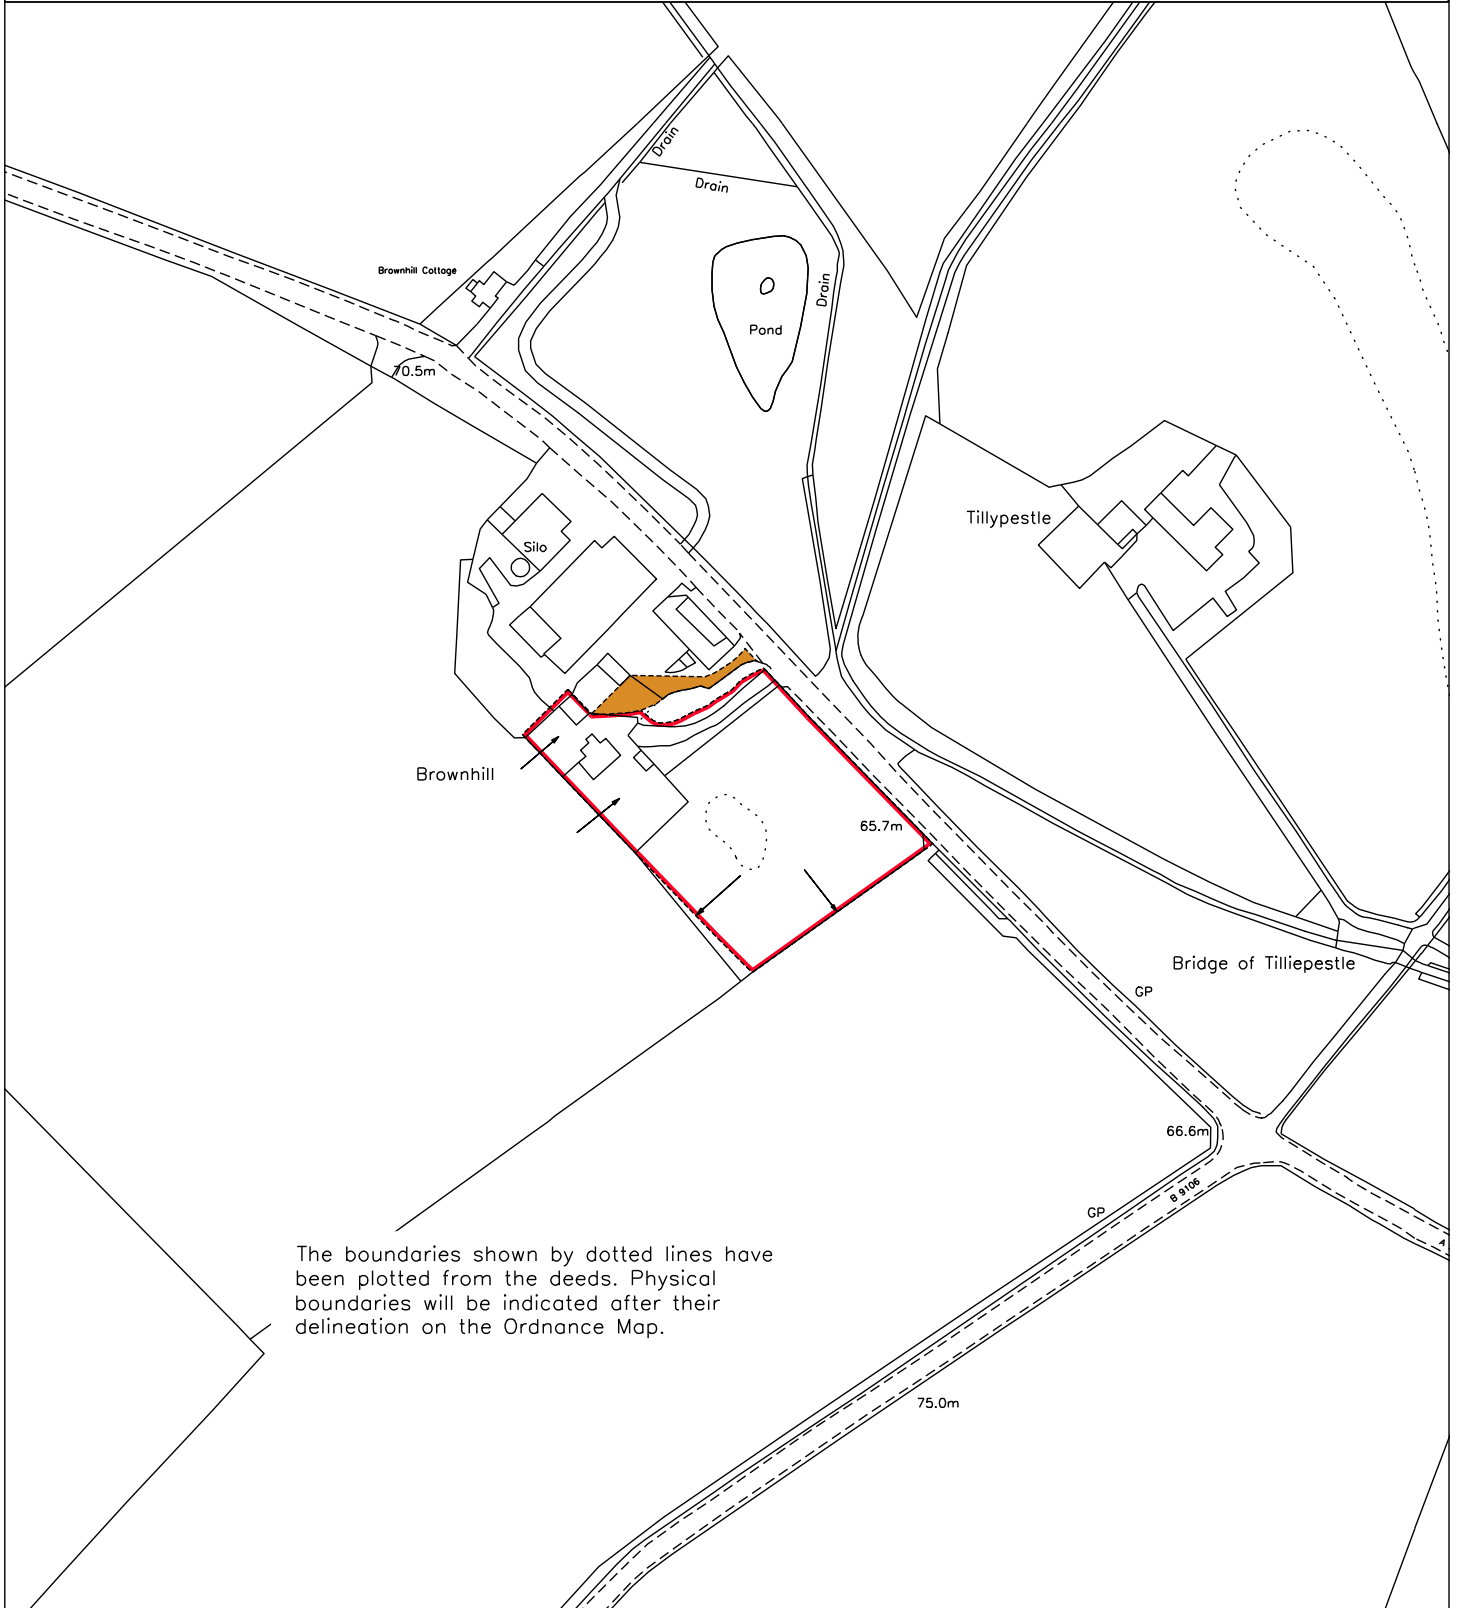 Drain
Drain
Brownhill Cottage
Drain
Pond
70.5m
Tillypestle
Silo
Brownhill
65.7m
Bridge of Tilliepestle
GP
66.6m
B 9106
GP
A
The boundaries shown by dotted lines have
been plotted from the deeds. Physical
boundaries will be indicated after their
delineation on the Ordnance Map.
75.0m